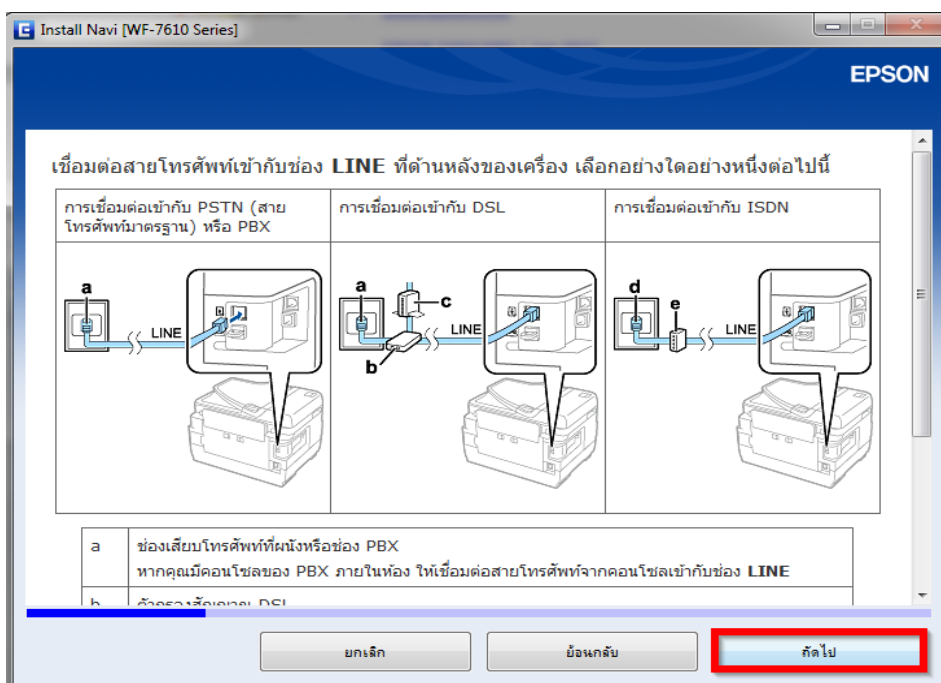 Install Navi [WF-7610 Series]
EPSON
เชื่อมต่อสายโทรศัพท์เข้ากับช่อง LINE ที่ด้านหลังของเครื่อง เลือกอย่างใดอย่างหนึ่งต่อไปนี้
การเชื่อมต่อเข้ากับ PSTN (สาย
โทรศัพท์มาตรฐาน) หรือ PBX
การเชื่อมต่อเข้ากับ DSL
การเชื่อมต่อเข้ากับ ISDN
a
LINE
a
c
LINE
b
d
e
LINE
a
ช่องเสียบโทรศัพท์ที่ผนังหรือช่อง PBX
หากคุณมีคอนโซลของ PBX ภายในห้อง ให้เชื่อมต่อสายโทรศัพท์จากคอนโซลเข้ากับช่อง LINE
b
ตัวกรองสัญญาณ DSL
ยกเลิก
ย้อนกลับ
ถัดไป